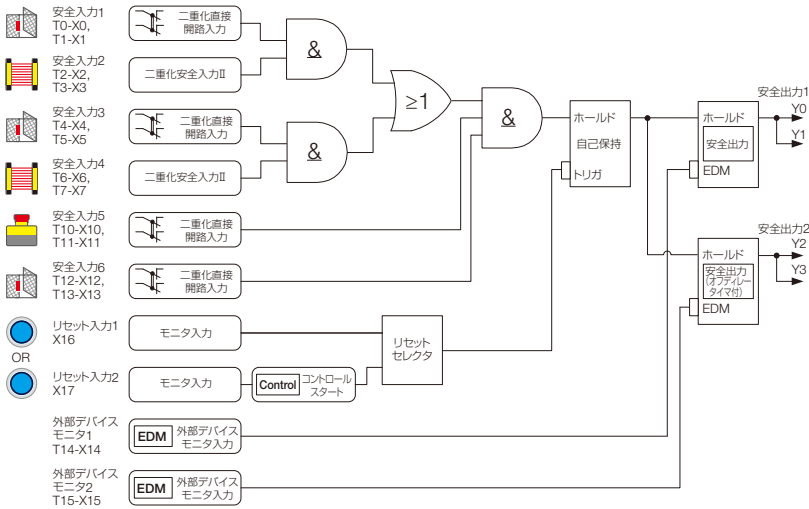 安全入力1
T0-X0,
T1-X1
二重化直接
開路入力
&
安全入力2
T2-X2,
T3-X3
二重化安全入力II
≥1
安全入力3
T4-X4,
T5-X5
二重化直接
開路入力
&
安全入力4
T6-X6,
T7-X7
二重化安全入力II
&
ホールド
自己保持
トリガ
安全出力1
Y0
Y1
ホールド
安全出力
EDM
安全入力5
T10-X10,
T11-X11
二重化直接
開路入力
安全入力6
T12-X12,
T13-X13
二重化直接
開路入力
安全出力2
Y2
Y3
ホールド
安全出力
(オフディレー
タイマ付)
EDM
リセット入力1
X16
モニタ入力
リセット
セレクタ
OR
リセット入力2
X17
モニタ入力
Control
コントロール
スタート
外部デバイス
モニタ1
T14-X14
EDM
外部デバイス
モニタ入力
外部デバイス
モニタ2
T15-X15
EDM
外部デバイス
モニタ入力